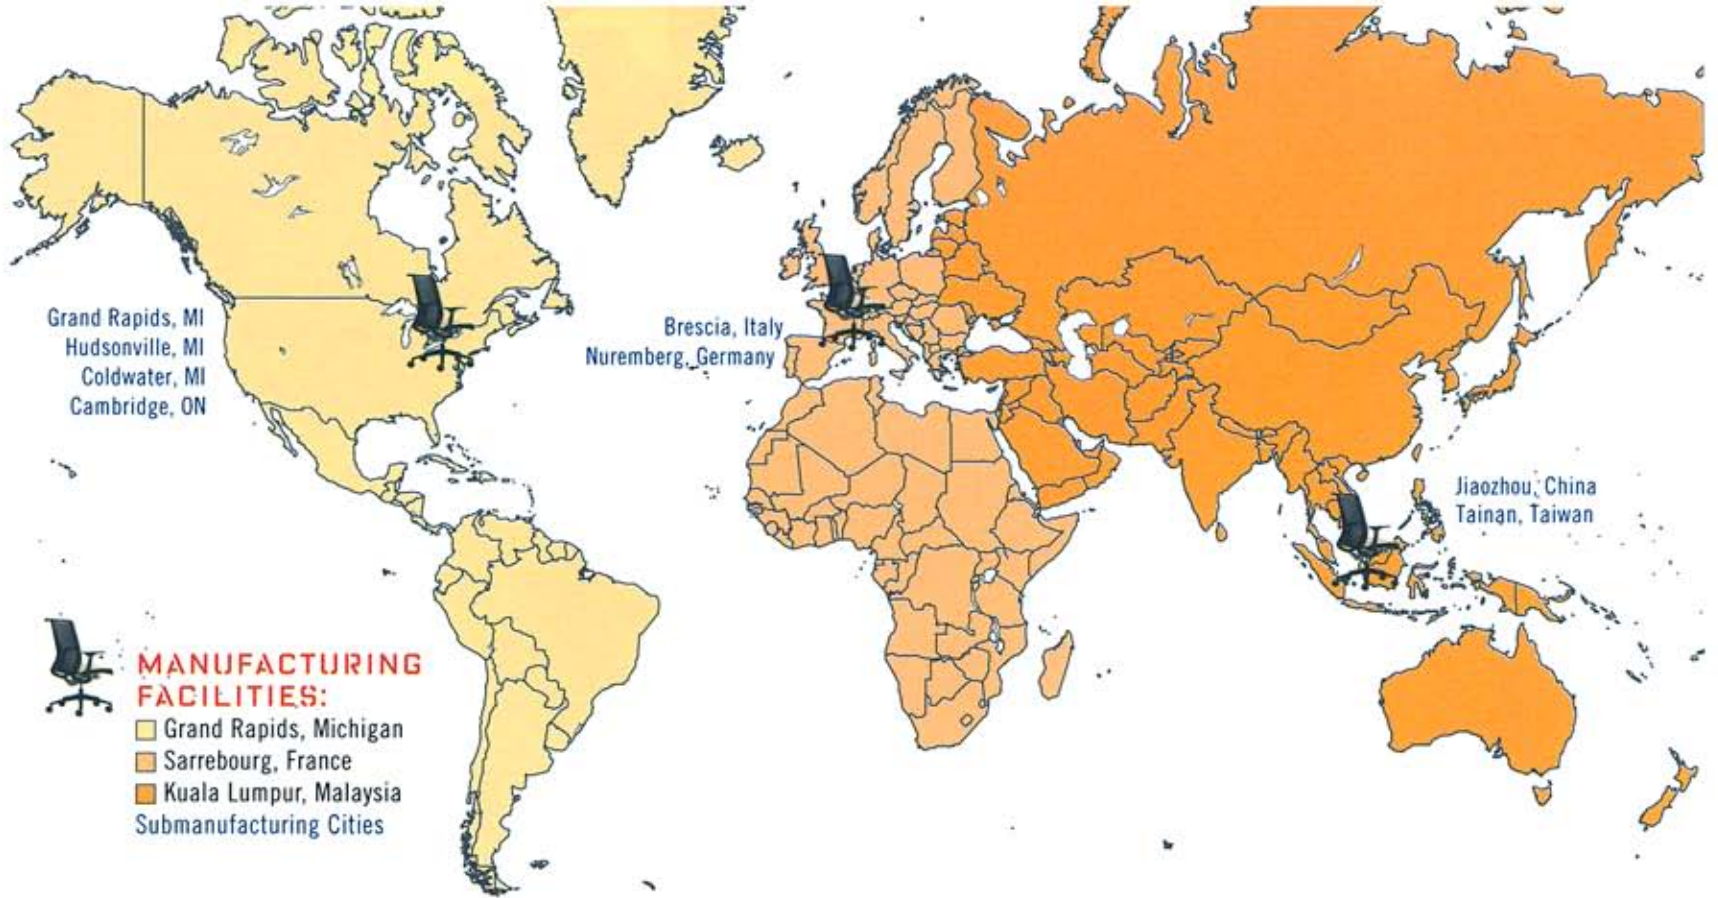 Grand Rapids, MI
Hudsonville, MI
Coldwater, MI
Cambridge, ON
Brescia, Italy
Nuremberg, Germany
Jiaozhou, China
Tainan, Taiwan
MANUFACTURING
FACILITIES:
Grand Rapids, Michigan
Sarrebourg, France
Kuala Lumpur, Malaysia
Submanufacturing Cities